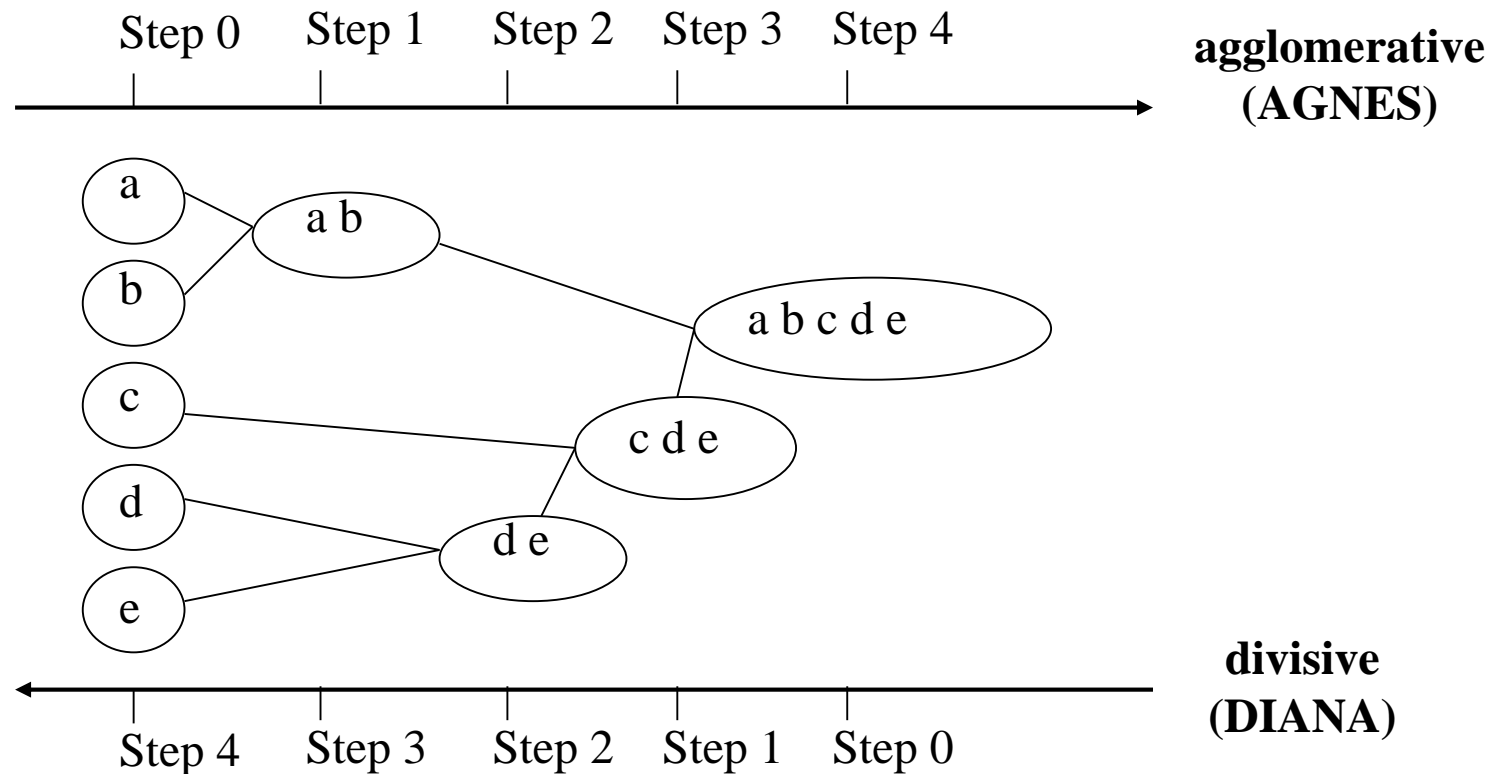 Step 0 Step 1 Step 2 Step 3 Step 4
agglomerative
(AGNES)
a
a b
b
a b c d e
c
c d e
d
d e
e
divisive
(DIANA)
Step 4 Step 3 Step 2 Step 1 Step 0